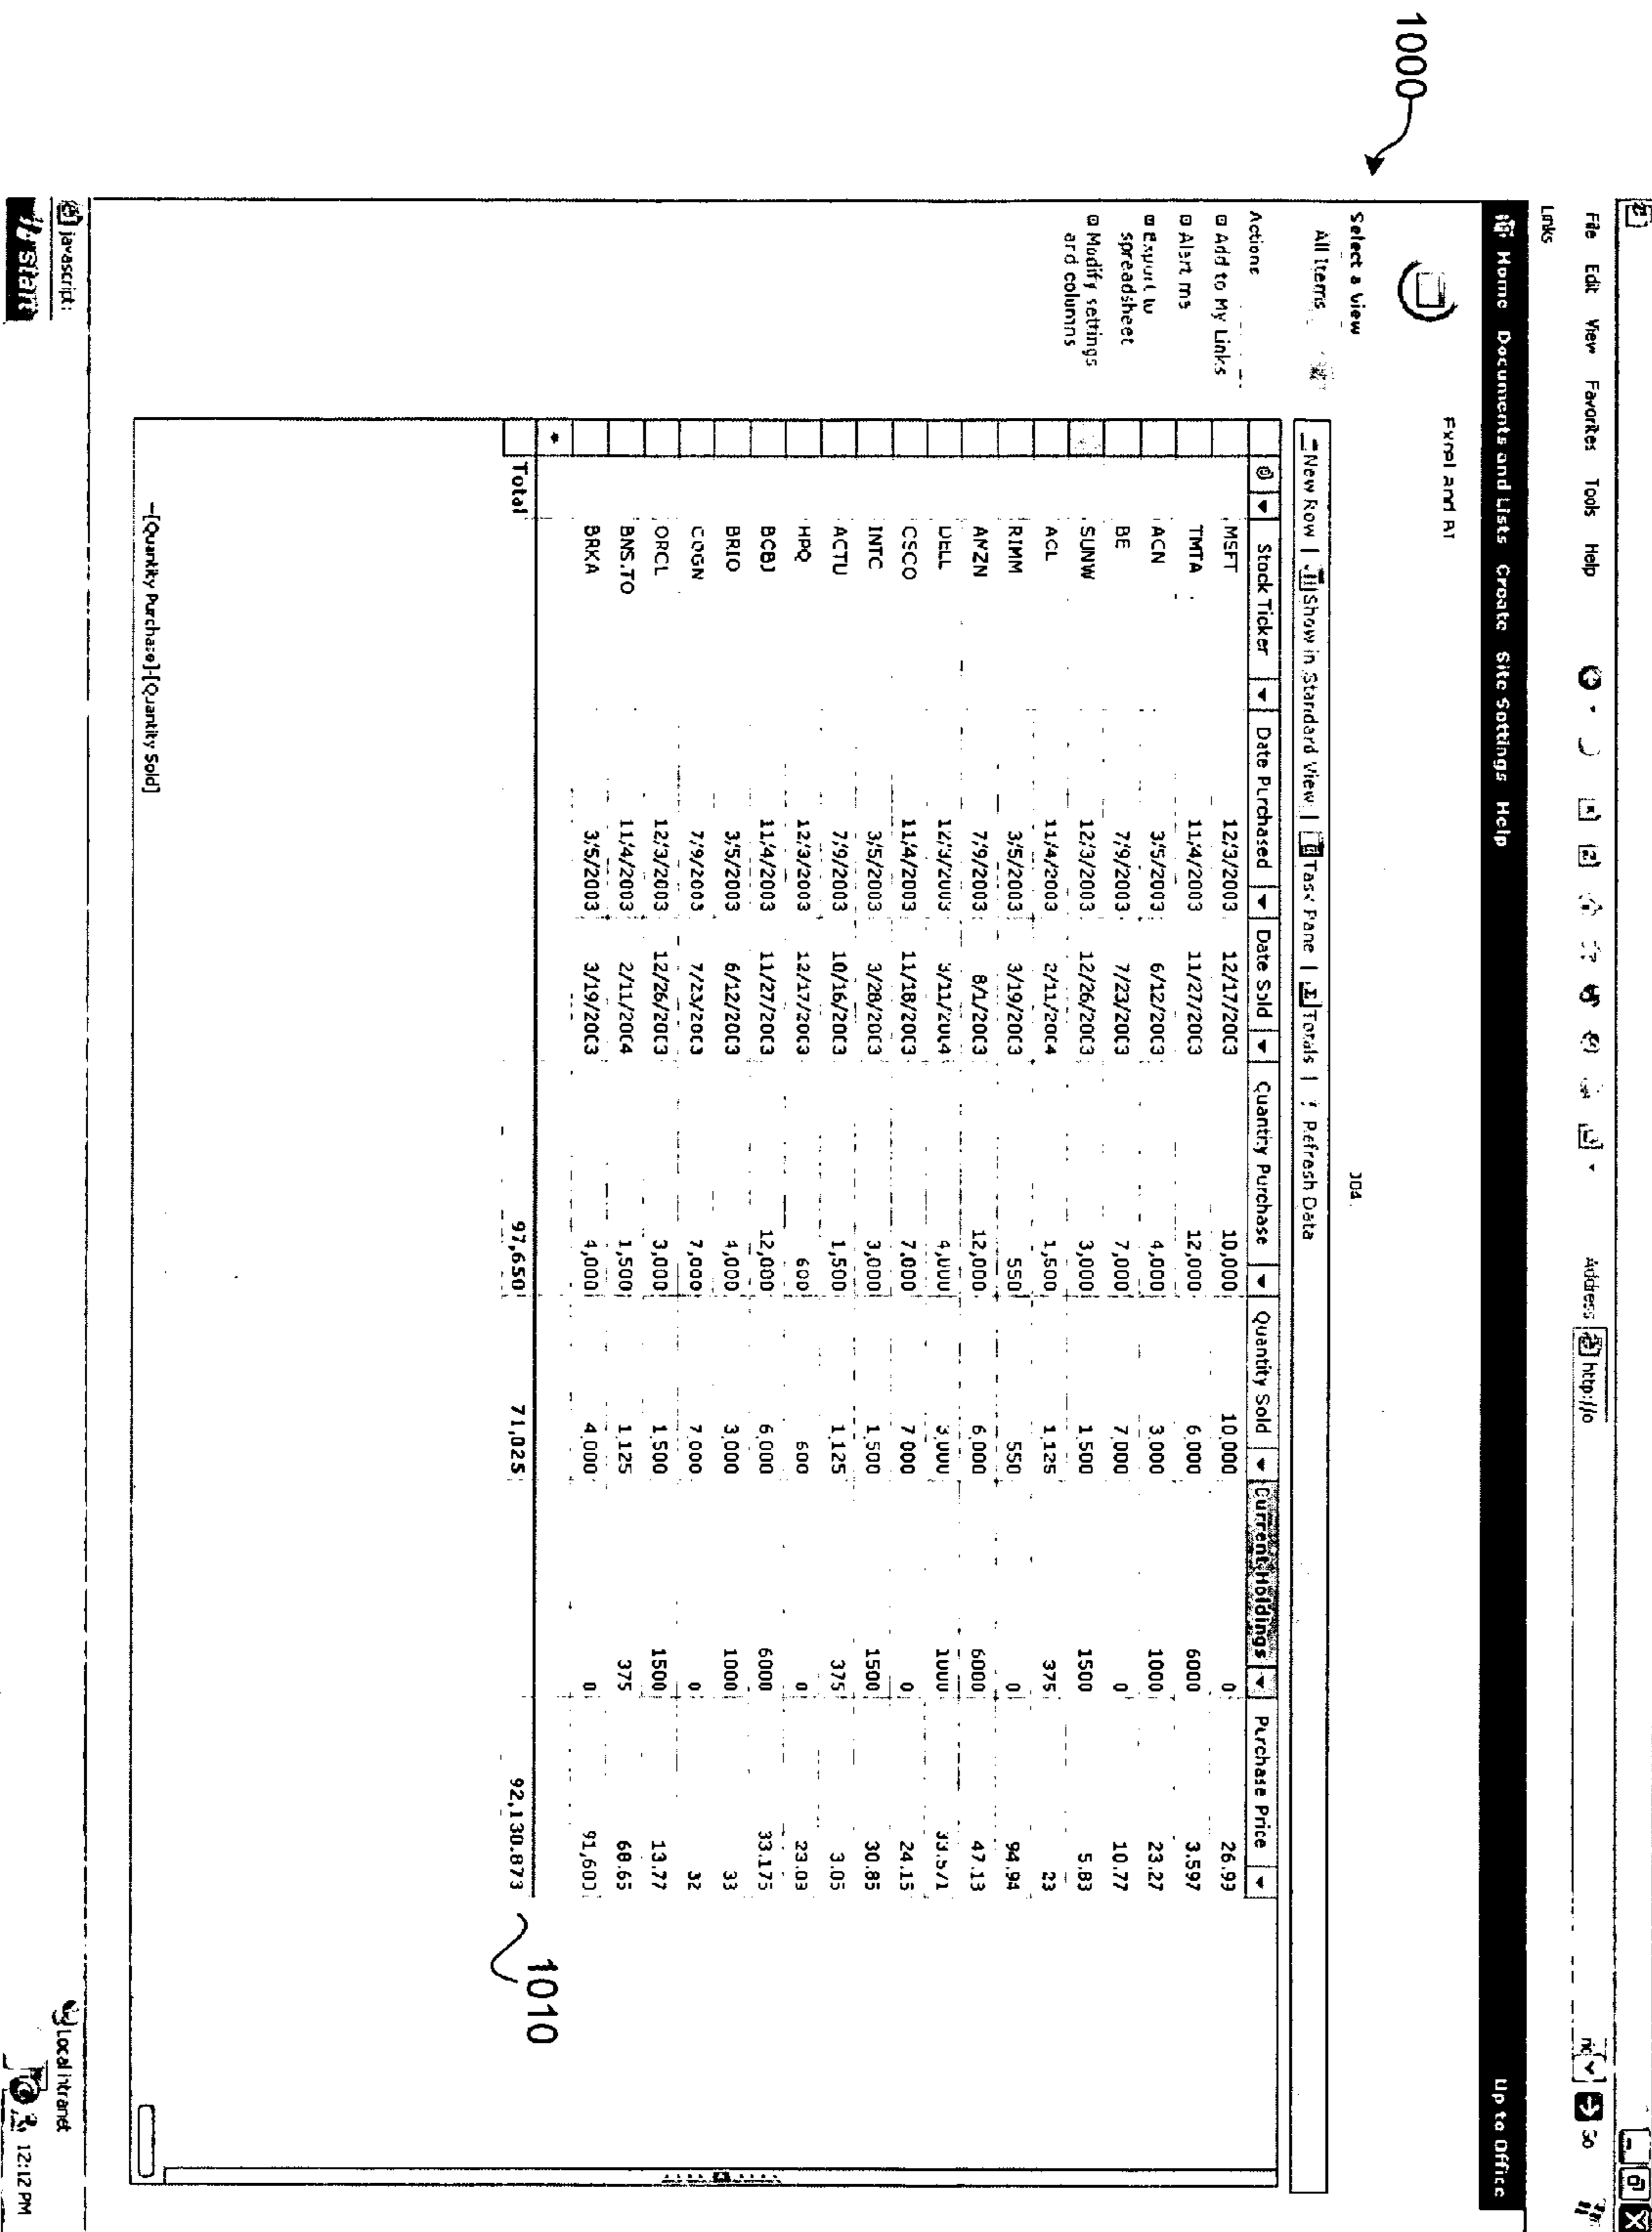 File Edit View Favorites Tools Help Address http://o Go
Links
Home Documents and Lists Create Site Settings Help Up to Office
1000
Select a View
All Items
Actions
Add to My Links
Alert me
Export to
spreadsheet
Modify settings
and columns
New Row | Show in Standard View | Task Pane | Totals | Refresh Data
Stock Ticker Date Purchased Date Sold Quantity Purchase Quantity Sold Current Holdings Purchase Price
MSFT 12/3/2003 12/17/2003 10,000 10,000 0 26.99
TMTA 11/4/2003 11/27/2003 12,000 6,000 6000 3.597
ACN 3/5/2003 6/12/2003 4,000 3,000 1000 23.27
BE 7/9/2003 7/23/2003 7,000 7,000 0 10.77
SUNW 12/3/2003 12/26/2003 3,000 1,500 1500 5.83
ACL 11/4/2003 2/11/2004 1,500 1,125 375 23
RIMM 3/5/2003 3/19/2003 550 550 0 94.94
AMZN 7/9/2003 8/1/2003 12,000 6,000 6000 47.13
DELL 12/3/2003 3/11/2004 4,000 3,000 1000 33.571
CSCO 11/4/2003 11/18/2003 7,000 7,000 0 24.15
INTC 3/5/2003 3/28/2003 3,000 1,500 1500 30.85
ACTU 7/9/2003 10/16/2003 1,500 1,125 375 3.05
HPQ 12/3/2003 12/17/2003 600 600 0 23.09
BCBJ 11/4/2003 11/27/2003 12,000 6,000 6000 33.175
BRIO 3/5/2003 6/12/2003 4,000 3,000 1000 33
COGN 7/9/2003 7/23/2003 7,000 7,000 0 32
ORCL 12/3/2003 12/26/2003 3,000 1,500 1500 13.77
BNS.TO 11/4/2003 2/11/2004 1,500 1,125 375 68.65
BRKA 3/5/2003 3/19/2003 4,000 4,000 0 91,600
*
Total 97,650 71,025 92,130.873
1010
=[Quantity Purchase]-[Quantity Sold]
javascript: Local intranet
start 12:12 PM